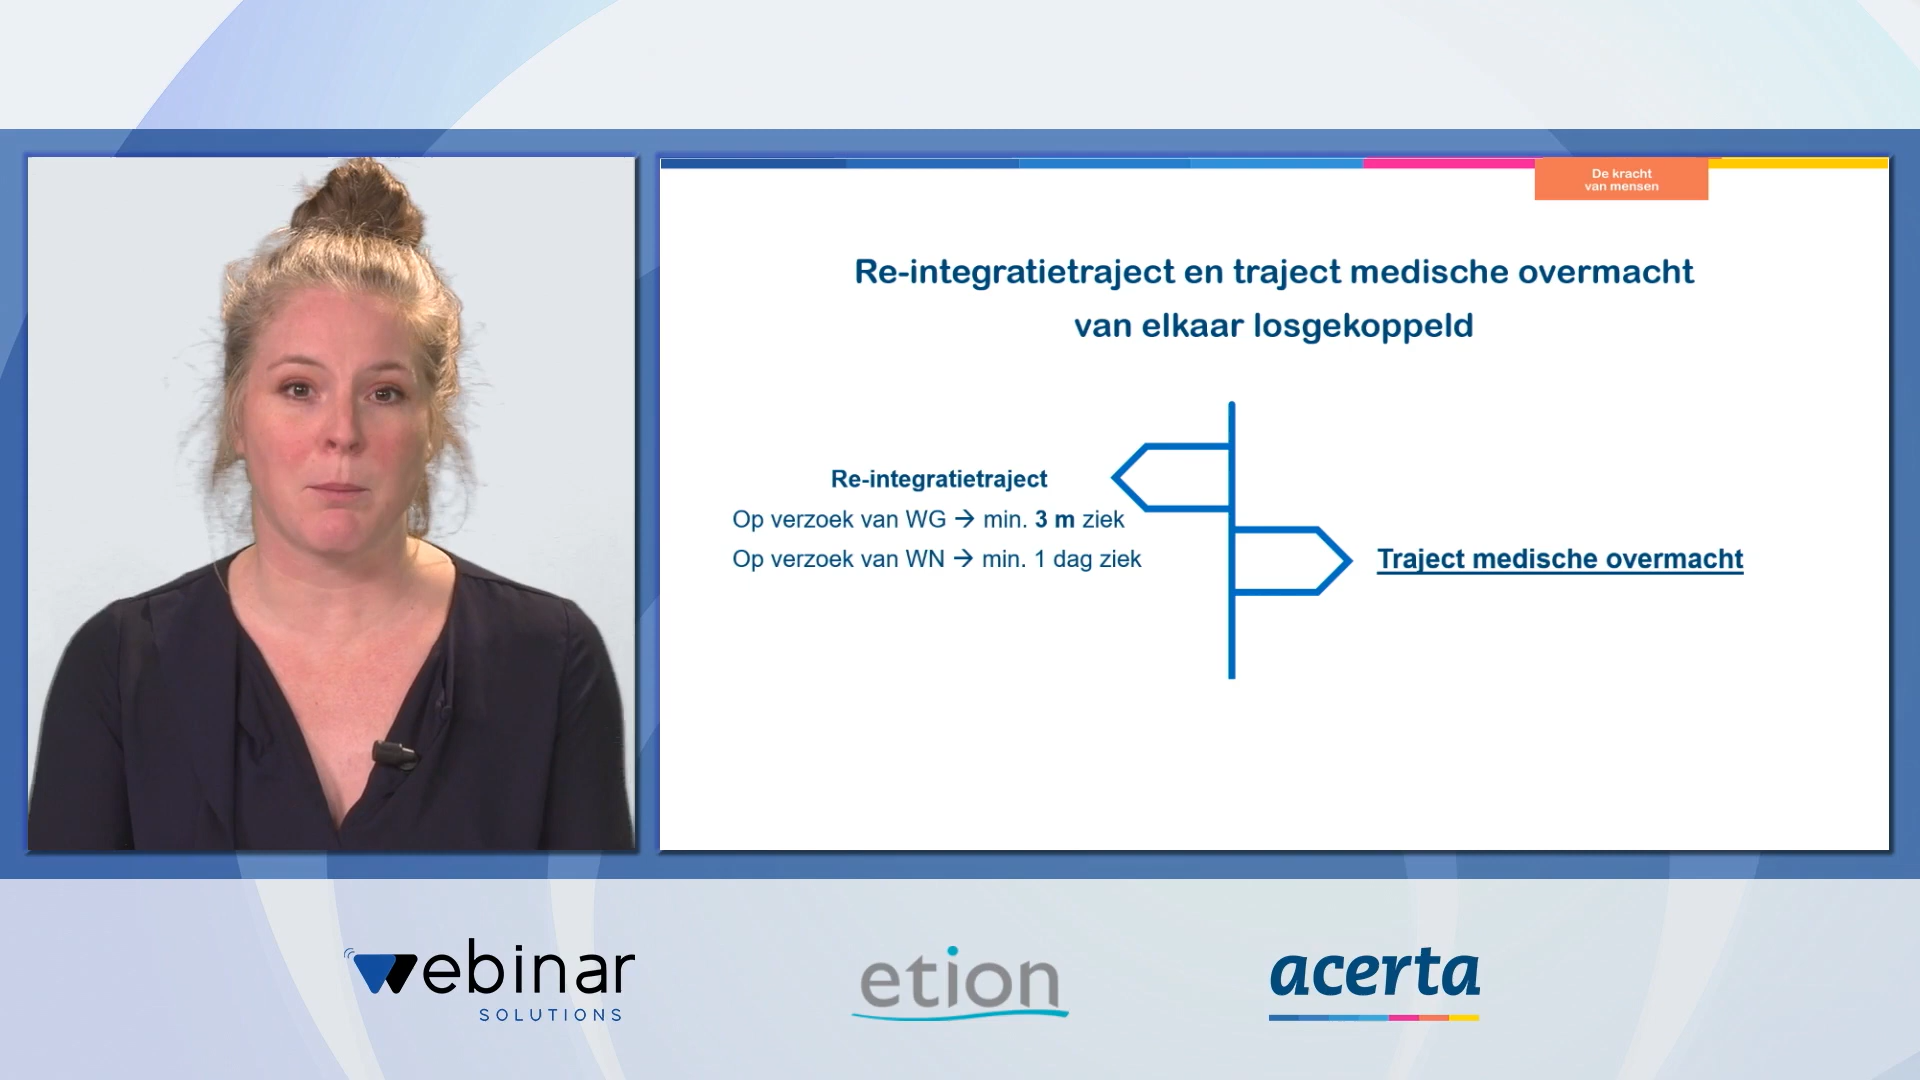 De kracht
van mensen
Re-integratietraject en traject medische overmacht
van elkaar losgekoppeld
Re-integratietraject
Op verzoek van WG → min. 3 m ziek
Op verzoek van WN → min. 1 dag ziek
Traject medische overmacht
webinar
SOLUTIONS
etion
acerta